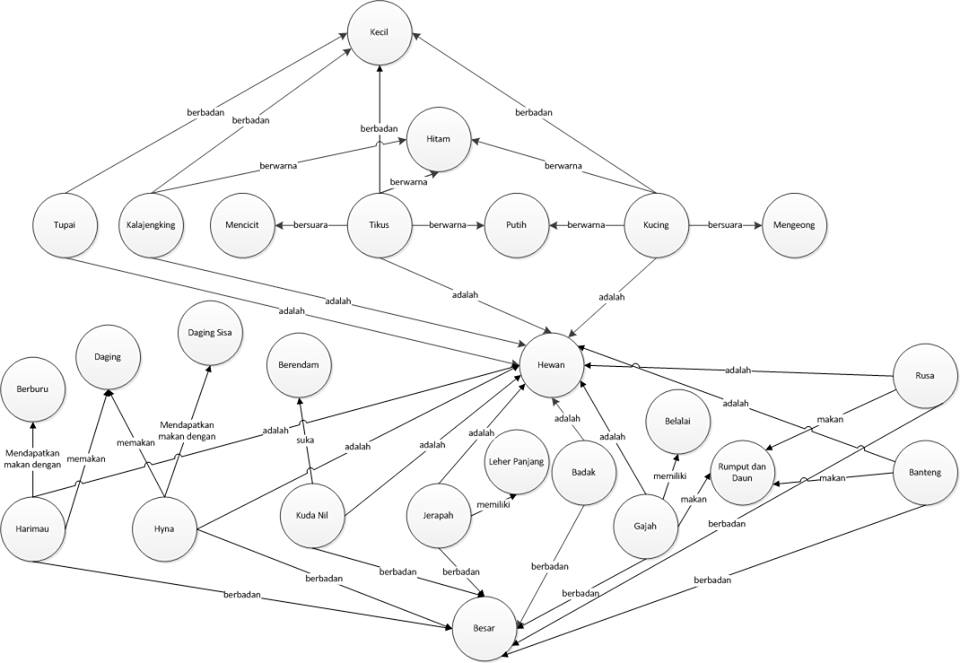 Kecil
berbadan
berbadan
berbadan
berbadan
Hitam
berwarna
berwarna
berwarna
Tupai
Kalajengking
Mencicit
bersuara
Tikus
berwarna
Putih
berwarna
Kucing
bersuara
Mengeong
adalah
adalah
adalah
adalah
Daging Sisa
Daging
Berendam
Hewan
Berburu
adalah
Rusa
adalah
Belalai
makan
Mendapatkan
makan dengan
memakan
memakan
Mendapatkan
makan dengan
adalah
suka
adalah
adalah
adalah
adalah
adalah
Leher Panjang
Badak
memiliki
Rumput dan
Daun
makan
Banteng
Harimau
Hyna
Kuda Nil
Jerapah
memiliki
Gajah
makan
berbadan
berbadan
berbadan
berbadan
berbadan
berbadan
berbadan
berbadan
Besar